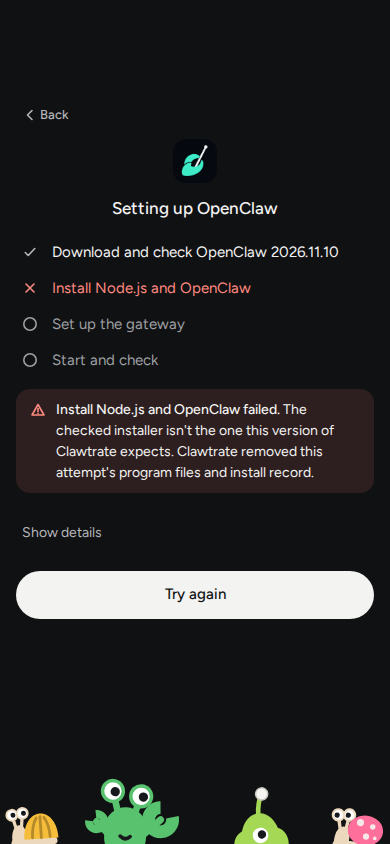 Back
Setting up OpenClaw
Download and check OpenClaw 2026.11.10
Install Node.js and OpenClaw
Set up the gateway
Start and check
Install Node.js and OpenClaw failed. The
checked installer isn't the one this version of
Clawtrate expects. Clawtrate removed this
attempt's program files and install record.
Show details
Try again